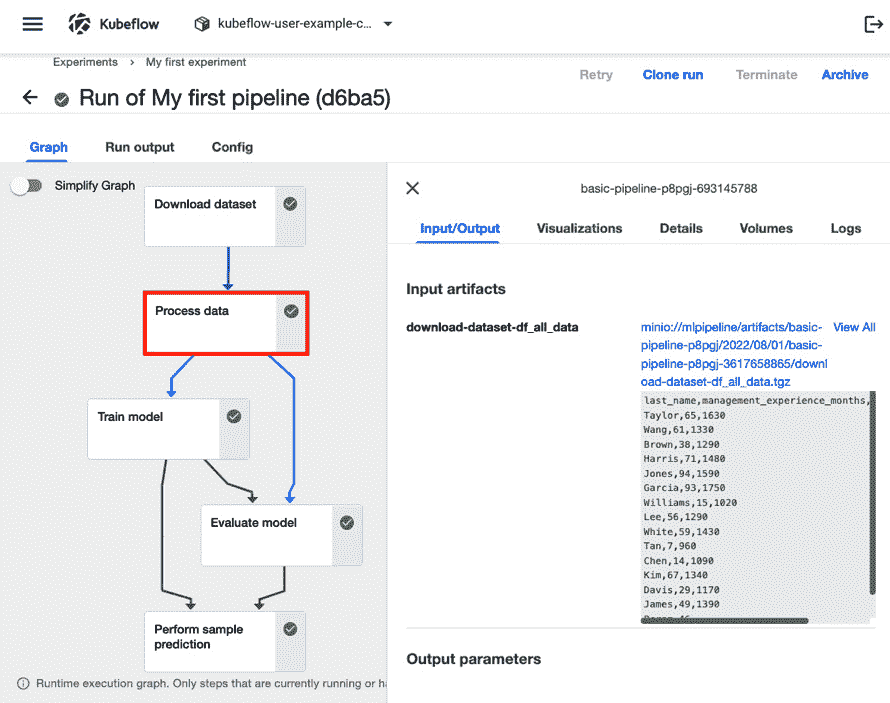 Kubeflow
kubeflow-user-example-c...
Experiments > My first experiment
Run of My first pipeline (d6ba5)
Retry
Clone run
Terminate
Archive
Graph
Run output
Config
Simplify Graph
Download dataset
Process data
Train model
Evaluate model
Perform sample
prediction
Runtime execution graph. Only steps that are currently running or ha
basic-pipeline-p8pgj-693145788
Input/Output
Visualizations
Details
Volumes
Logs
Input artifacts
download-dataset-df_all_data
minio://mlpipeline/artifacts/basic-
pipeline-p8pgj/2022/08/01/basic-
pipeline-p8pgj-3617658865/downl
oad-dataset-df_all_data.tgz
View All
last_name,management_experience_months,
Taylor,65,1630
Wang,61,1330
Brown,38,1290
Harris,71,1480
Jones,94,1590
Garcia,93,1750
Williams,15,1020
Lee,56,1290
White,59,1430
Tan,7,960
Chen,14,1090
Kim,67,1340
Davis,29,1170
James,49,1390
Output parameters